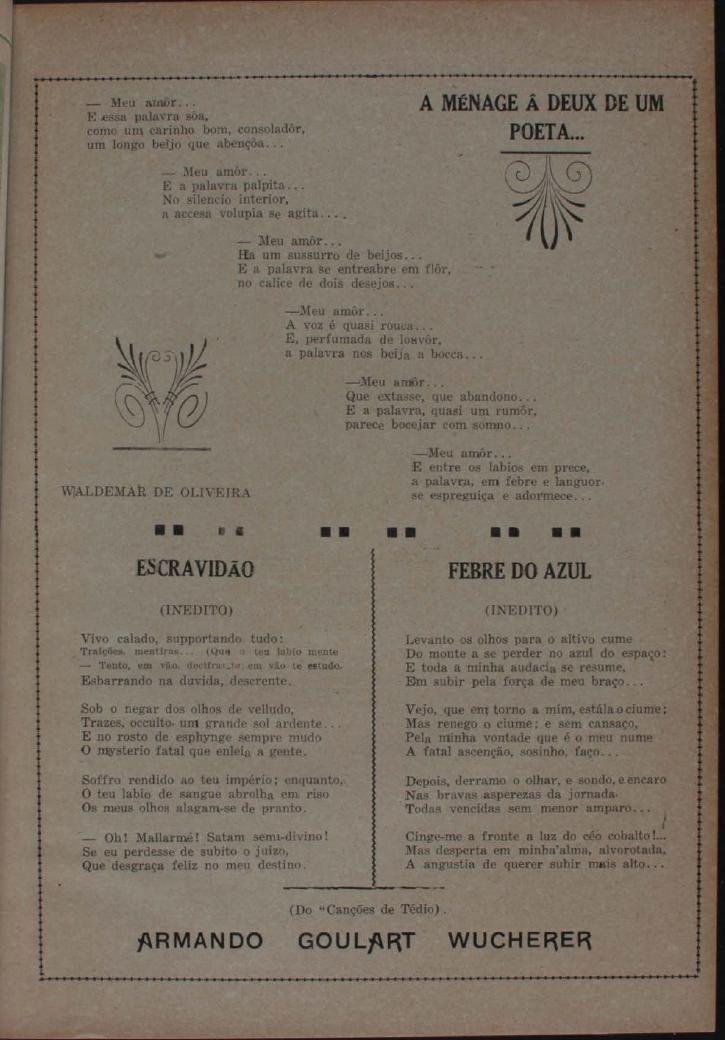 A MÉNAGE Â DEUX DE UM
POETA...
— Meu amôr...
E essa palavra sôa,
como um carinho bom, consoladôr,
um longo beijo que abençôa...
— Meu amôr...
E a palavra palpita...
No silencio interior,
a accesa volupia se agita....
— Meu amôr...
Ha um sussurro de beijos...
E a palavra se entreabre em flôr,
no calice de dois desejos...
—Meu amôr...
A voz é quasi rouca...
E, perfumada de louvôr,
a palavra nos beija a bocca...
—Meu amôr...
Que extasse, que abandono...
E a palavra, quasi um rumôr,
parece bocejar com somno...
—Meu amôr...
E entre os labios em prece,
a palavra, em febre e languor.
se espreguiça e adormece...
WALDEMAR DE OLIVEIRA
ESCRAVIDÃO
(INEDITO)
Vivo calado, supportando tudo:
Traições, mentiras... (Que o teu labio mente
— Tento, em vão, em vão te estudo.
Esbarrando na duvida, descrente.
Sob o negar dos olhos de velludo,
Trazes, occulto, um grande sol ardente...
E no rosto de esphynge sempre mudo
O mysterio fatal que enleia a gente.
Soffro rendido ao teu império; enquanto,
O teu labio de sangue abrolha em riso
Os meus olhos alagam-se de pranto.
— Oh! Mallarmé! Satam semi-divino!
Se eu perdesse de subito o juizo,
Que desgraça feliz no meu destino.
FEBRE DO AZUL
(INEDITO)
Levanto os olhos para o altivo cume
Do monte a se perder no azul do espaço:
E toda a minha audacia se resume,
Em subir pela força de meu braço...
Vejo, que em torno a mim, estála o ciume;
Mas renego o ciume; e sem cansaço,
Pela minha vontade que é o meu nume
A fatal ascenção, sosinho, faço...
Depois, derramo o olhar, e sondo, e encaro
Nas bravas asperezas da jornada.
Todas vencidas sem menor amparo...
Cinge-me a fronte a luz do céo cobalto!...
Mas desperta em minha'alma, alvorotada,
A angustia de querer subir mais alto...
(Do "Canções de Tédio).
ARMANDO GOULART WUCHERER